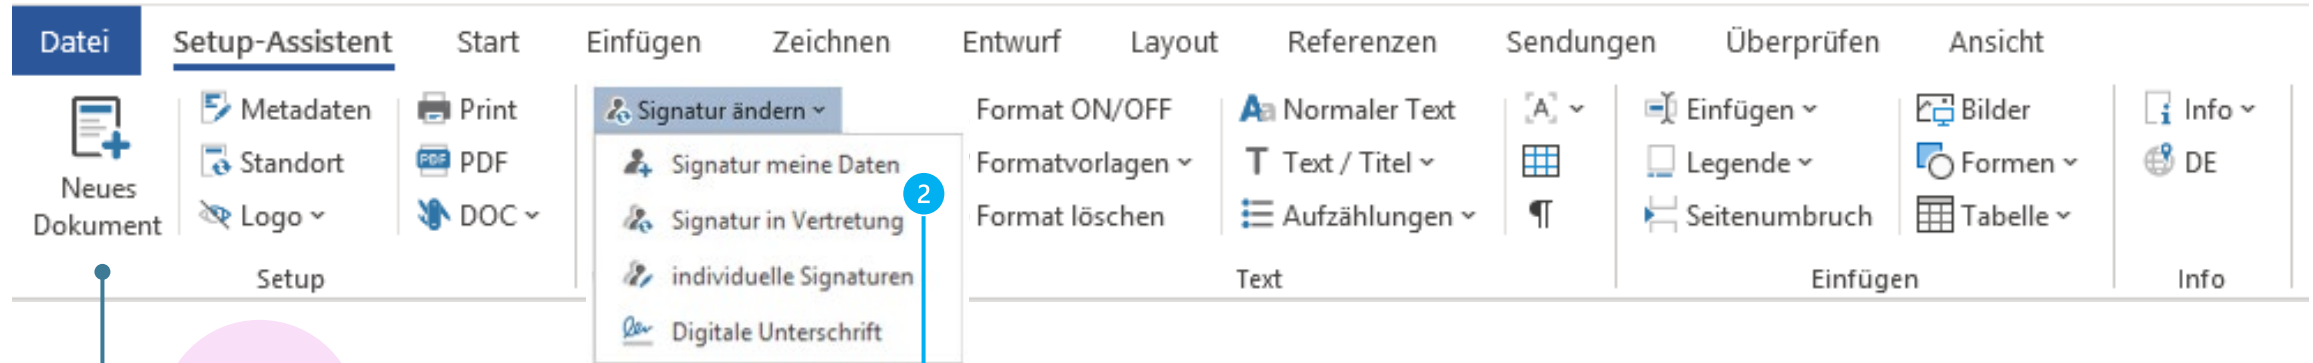 Datei Setup-Assistent Start Einfügen Zeichnen Entwurf Layout Referenzen Sendungen Überprüfen Ansicht
Neues
Dokument
Metadaten
Standort
Logo
Print
PDF
DOC
Setup
Signatur ändern
Signatur meine Daten
Signatur in Vertretung
individuelle Signaturen
Digitale Unterschrift
2
Format ON/OFF
Formatvorlagen
Format löschen
Normaler Text
Text / Titel
Aufzählungen
Text
Einfügen
Legende
Seitenumbruch
Bilder
Formen
Tabelle
Einfügen
Info
DE
Info